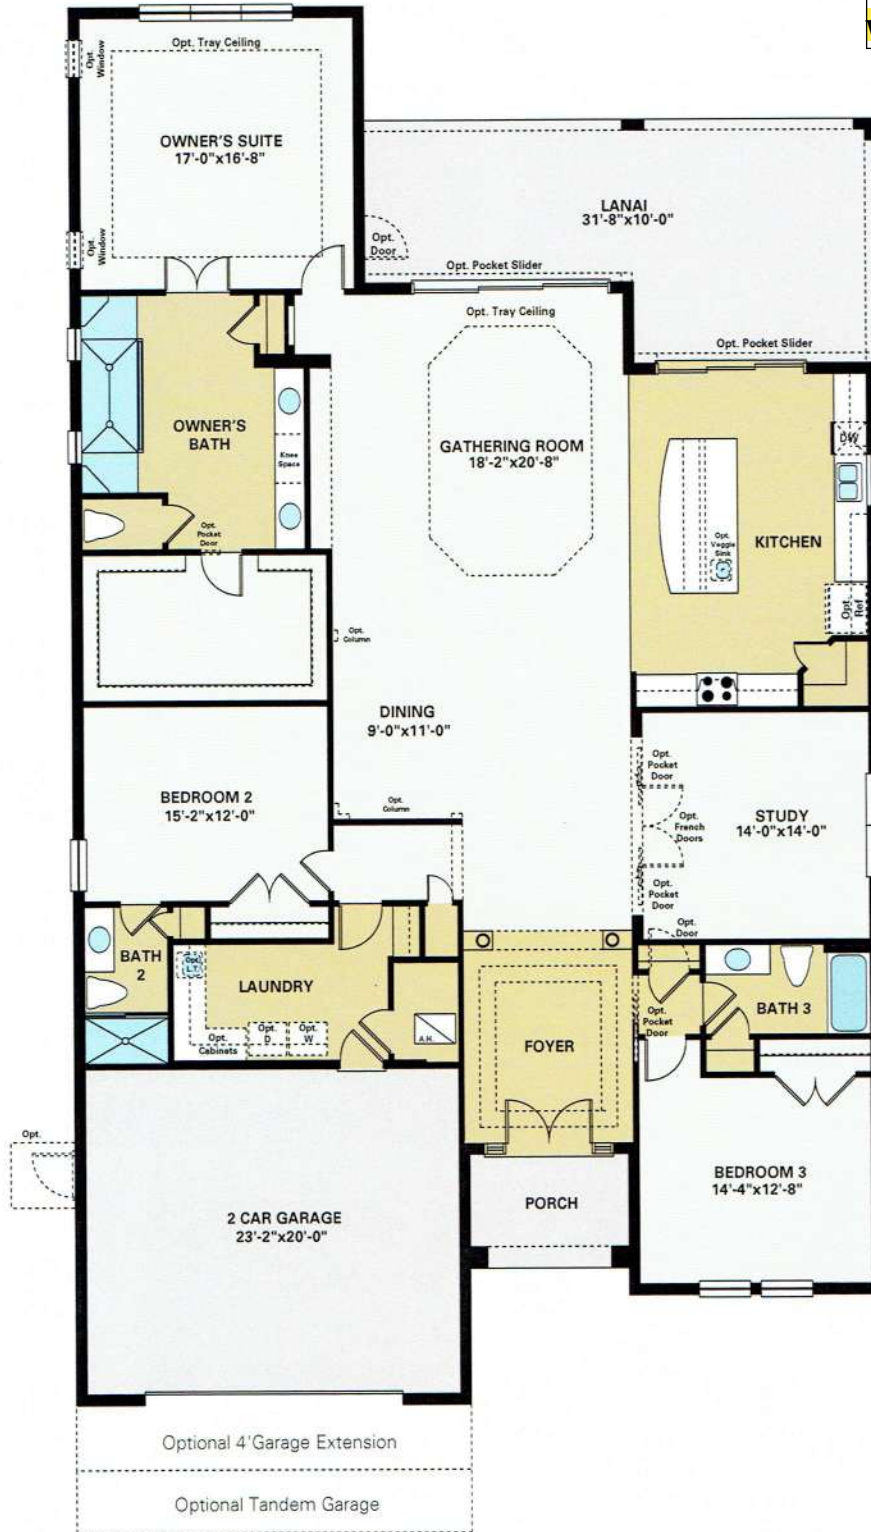 Opt. Tray Ceiling
Opt.
Window
OWNER'S SUITE
17'-0"x16'-8"
LANAI
31'-8"x10'-0"
Opt.
Window
Opt.
Door
Opt. Pocket Slider
Opt. Tray Ceiling
Opt. Pocket Slider
OWNER'S
BATH
GATHERING ROOM
18'-2"x20'-8"
DW
Knee
Space
Opt.
Pocket
Door
Opt.
Veggie
Sink
KITCHEN
Opt.
Ref
Opt.
Column
DINING
9'-0"x11'-0"
Opt.
Pocket
Door
BEDROOM 2
15'-2"x12'-0"
Opt.
Column
Opt.
French
Doors
STUDY
14'-0"x14'-0"
Opt.
Pocket
Door
Opt.
Door
BATH
2
Opt.
L.T.
LAUNDRY
BATH 3
Opt.
Pocket
Door
Opt.
Cabinets
Opt.
D
Opt.
W
A.H.
FOYER
Opt.
BEDROOM 3
14'-4"x12'-8"
PORCH
2 CAR GARAGE
23'-2"x20'-0"
Optional 4'Garage Extension
Optional Tandem Garage